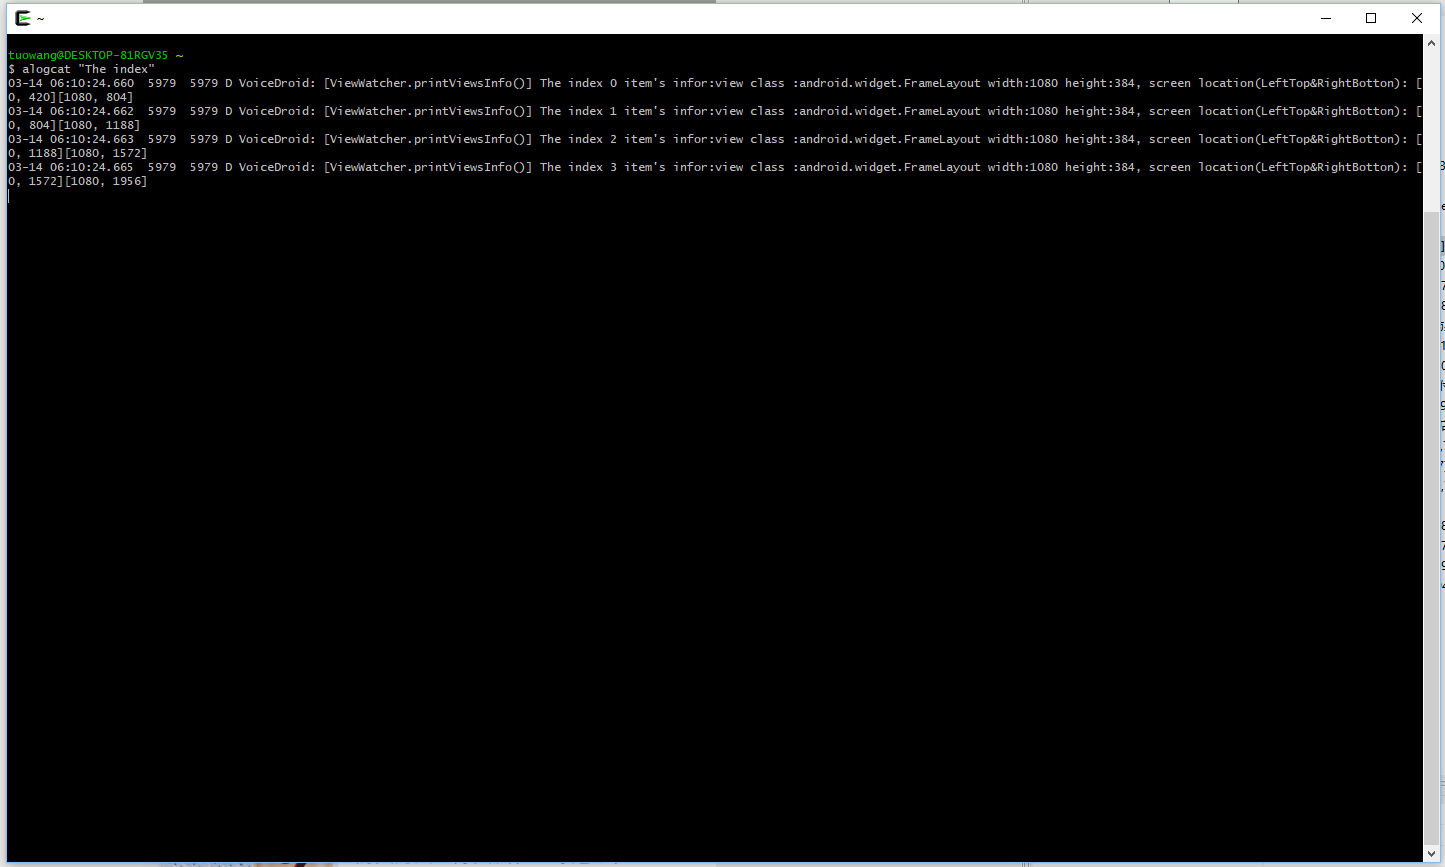 ~
tuowang@DESKTOP-81RGV35 ~
$ alogcat "The index"
03-14 06:10:24.660  5979  5979 D VoiceDroid: [ViewWatcher.printViewsInfo()] The index 0 item's infor:view class :android.widget.FrameLayout width:1080 height:384, screen location(LeftTop&RightBotton): [
0, 420][1080, 804]
03-14 06:10:24.662  5979  5979 D VoiceDroid: [ViewWatcher.printViewsInfo()] The index 1 item's infor:view class :android.widget.FrameLayout width:1080 height:384, screen location(LeftTop&RightBotton): [
0, 804][1080, 1188]
03-14 06:10:24.663  5979  5979 D VoiceDroid: [ViewWatcher.printViewsInfo()] The index 2 item's infor:view class :android.widget.FrameLayout width:1080 height:384, screen location(LeftTop&RightBotton): [
0, 1188][1080, 1572]
03-14 06:10:24.665  5979  5979 D VoiceDroid: [ViewWatcher.printViewsInfo()] The index 3 item's infor:view class :android.widget.FrameLayout width:1080 height:384, screen location(LeftTop&RightBotton): [
0, 1572][1080, 1956]